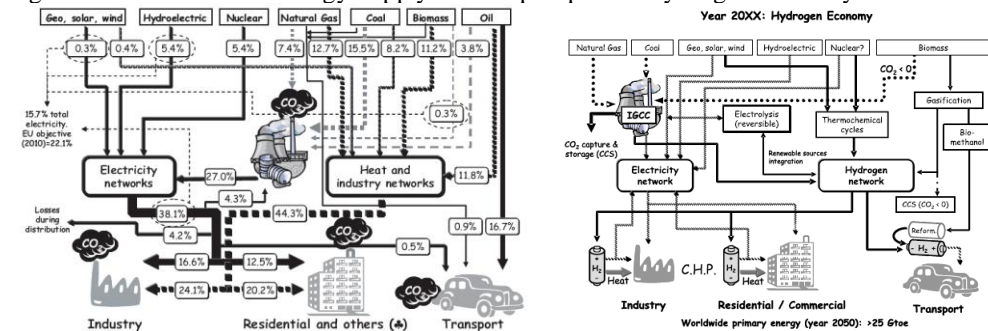 Year 20XX: Hydrogen Economy
Geo, solar, wind
Hydroelectric
Nuclear
Natural Gas
Coal
Biomass
Oil
0.3%
0.4%
5.4%
5.4%
7.4%
12.7%
15.5%
8.2%
11.2%
3.8%
CO2
0.3%
15.7% total
electricity.
EU objective
(2010)=22.1%
Electricity
networks
27.0%
Heat and
industry networks
11.8%
4.3%
Losses
during
distribution
38.1%
44.3%
4.2%
CO2
CO2
0.9%
16.7%
0.5%
16.6%
12.5%
CO2
24.1%
20.2%
Industry
Residential and others (♣)
Transport
Natural Gas
Coal
Geo, solar, wind
Hydroelectric
Nuclear?
Biomass
CO2 < 0
IGCC
Gasification
Electrolysis
(reversible)
Thermochemical
cycles
Bio-
methanol
CO2 capture &
storage (CCS)
Renewable sources
integration
Electricity
network
Hydrogen
network
CCS (CO2 < 0)
Reform.
- H2 +
+
H2
-
Heat
C.H.P.
+
H2
-
Heat
Industry
Residential / Commercial
Transport
Worldwide primary energy (year 2050): >25 Gtoe